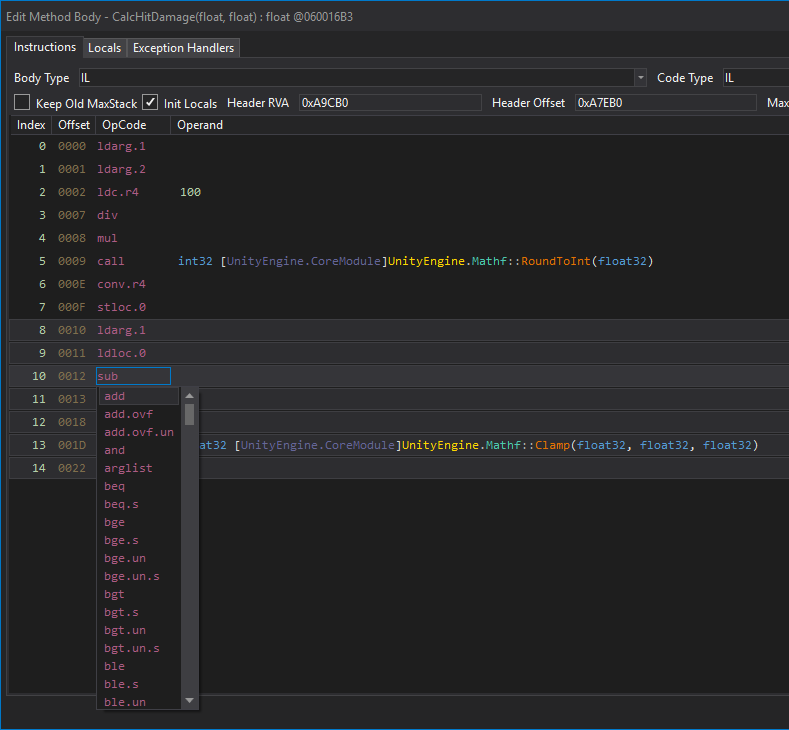 Edit Method Body - CalcHitDamage(float, float) : float @060016B3
Instructions Locals Exception Handlers
Body Type IL Code Type IL
Keep Old MaxStack Init Locals Header RVA 0xA9CB0 Header Offset 0xA7EB0 Max
Index Offset OpCode Operand
0 0000 ldarg.1
1 0001 ldarg.2
2 0002 ldc.r4 100
3 0007 div
4 0008 mul
5 0009 call int32 [UnityEngine.CoreModule]UnityEngine.Mathf::RoundToInt(float32)
6 000E conv.r4
7 000F stloc.0
8 0010 ldarg.1
9 0011 ldloc.0
10 0012 sub
11 0013
12 0018
13 001D at32 [UnityEngine.CoreModule]UnityEngine.Mathf::Clamp(float32, float32, float32)
14 0022
add
add.ovf
add.ovf.un
and
arglist
beq
beq.s
bge
bge.s
bge.un
bge.un.s
bgt
bgt.s
bgt.un
bgt.un.s
ble
ble.s
ble.un